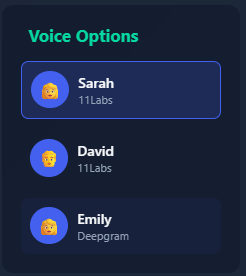 Voice Options
Sarah
11Labs
David
11Labs
Emily
Deepgram